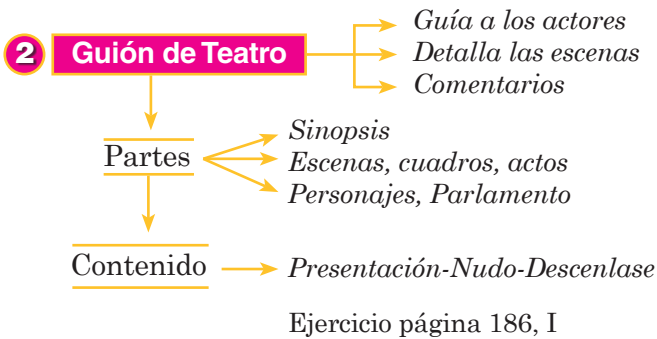 Guía a los actores
2 Guión de Teatro
Detalla las escenas
Comentarios
Sinopsis
Partes
Escenas, cuadros, actos
Personajes, Parlamento
Contenido
Presentación-Nudo-Descenlase
Ejercicio página 186, I